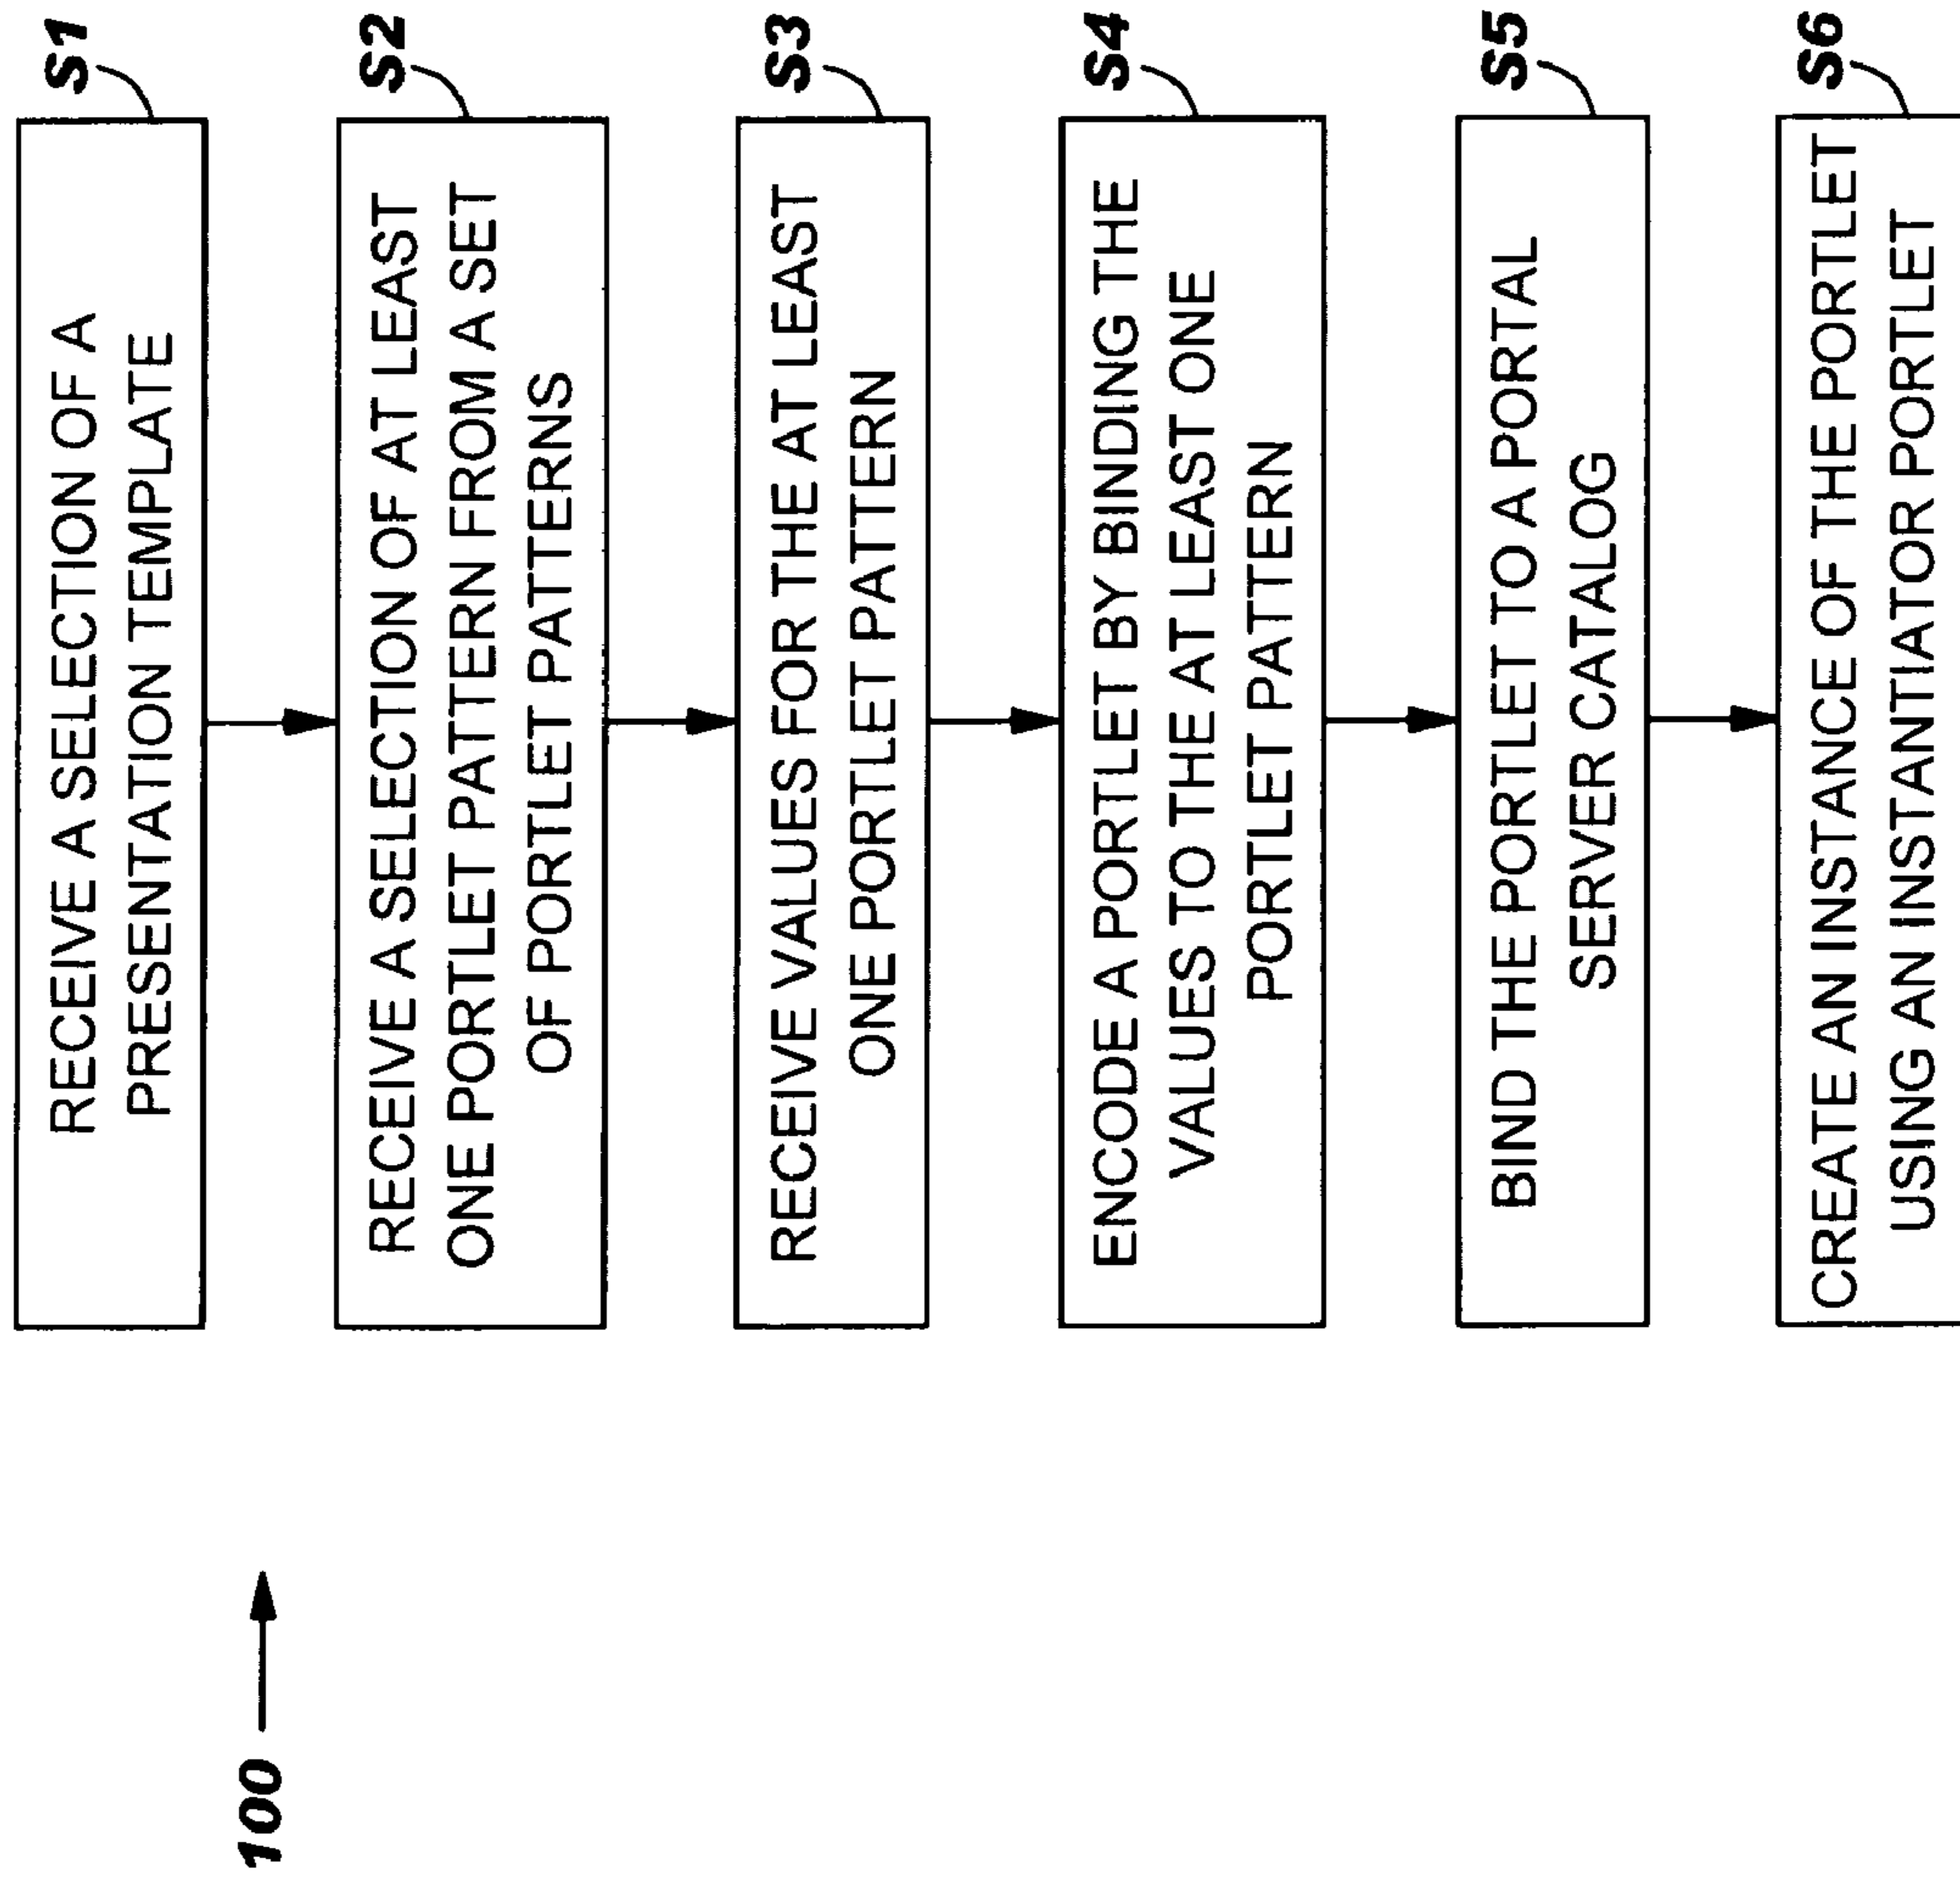 100
S1
RECEIVE A SELECTION OF A
PRESENTATION TEMPLATE
S2
RECEIVE A SELECTION OF AT LEAST
ONE PORTLET PATTERN FROM A SET
OF PORTLET PATTERNS
S3
RECEIVE VALUES FOR THE AT LEAST
ONE PORTLET PATTERN
S4
ENCODE A PORTLET BY BINDING THE
VALUES TO THE AT LEAST ONE
PORTLET PATTERN
S5
BIND THE PORTLET TO A PORTAL
SERVER CATALOG
S6
CREATE AN INSTANCE OF THE PORTLET
USING AN INSTANTIATOR PORTLET